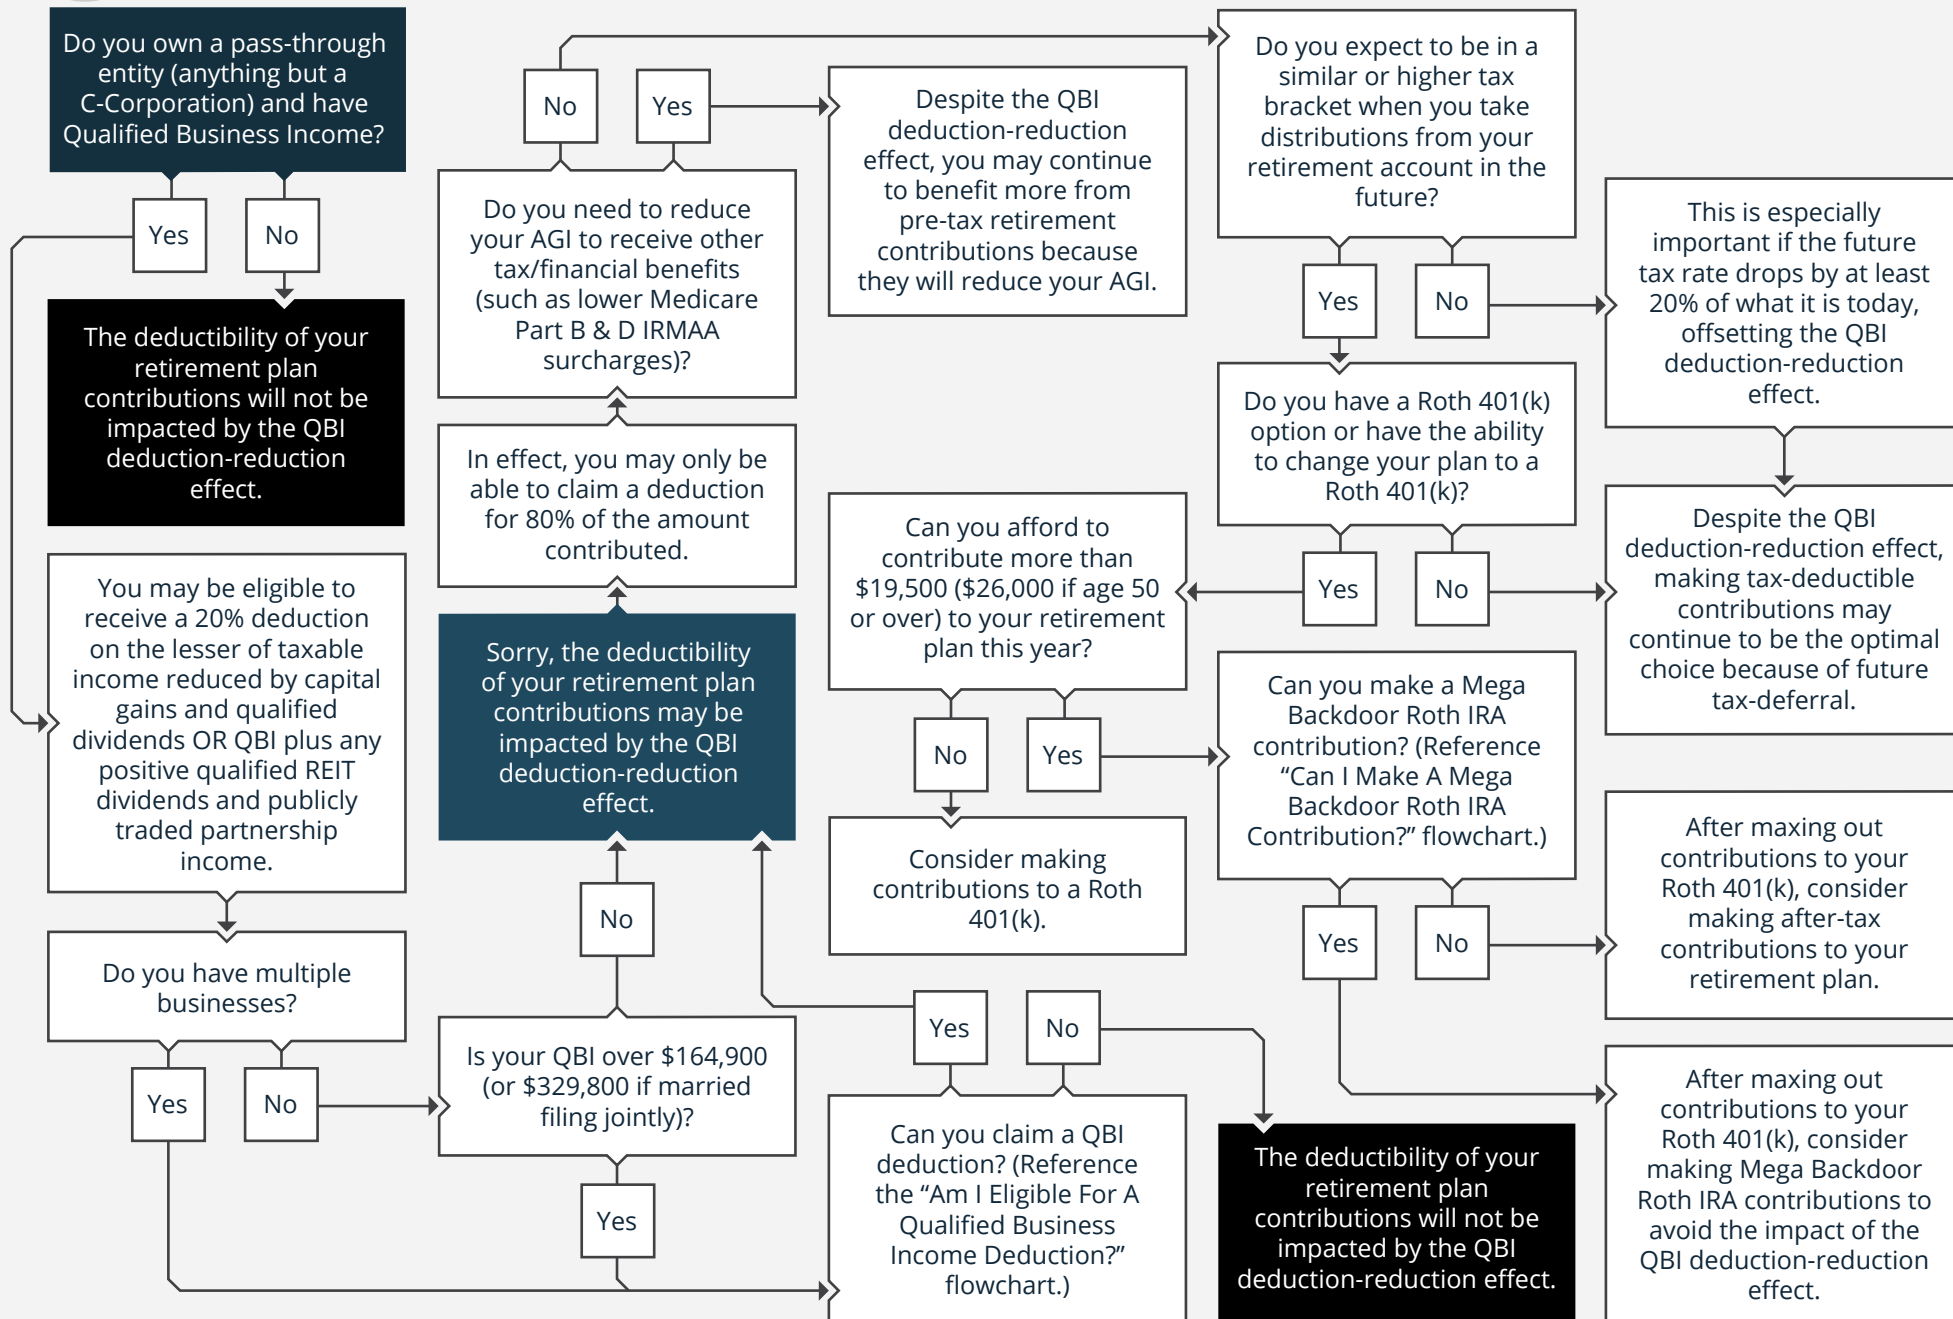 Do you own a pass-through
entity (anything but a
C-Corporation) and have
Qualified Business Income?
Yes
No
The deductibility of your
retirement plan
contributions will not be
impacted by the QBI
deduction-reduction
effect.
You may be eligible to
receive a 20% deduction
on the lesser of taxable
income reduced by capital
gains and qualified
dividends OR QBI plus any
positive qualified REIT
dividends and publicly
traded partnership
income.
Do you have multiple
businesses?
Yes
No
Is your QBI over $164,900
(or $329,800 if married
filing jointly)?
No
Yes
Can you claim a QBI
deduction? (Reference
the “Am I Eligible For A
Qualified Business
Income Deduction?”
flowchart.)
Yes
No
The deductibility of your
retirement plan
contributions will not be
impacted by the QBI
deduction-reduction effect.
Sorry, the deductibility
of your retirement plan
contributions may be
impacted by the QBI
deduction-reduction
effect.
In effect, you may only be
able to claim a deduction
for 80% of the amount
contributed.
Do you need to reduce
your AGI to receive other
tax/financial benefits
(such as lower Medicare
Part B & D IRMAA
surcharges)?
No
Yes
Despite the QBI
deduction-reduction
effect, you may continue
to benefit more from
pre-tax retirement
contributions because
they will reduce your AGI.
Do you expect to be in a
similar or higher tax
bracket when you take
distributions from your
retirement account in the
future?
Yes
No
This is especially
important if the future
tax rate drops by at least
20% of what it is today,
offsetting the QBI
deduction-reduction
effect.
Do you have a Roth 401(k)
option or have the ability
to change your plan to a
Roth 401(k)?
Yes
No
Despite the QBI
deduction-reduction effect,
making tax-deductible
contributions may
continue to be the optimal
choice because of future
tax-deferral.
Can you afford to
contribute more than
$19,500 ($26,000 if age 50
or over) to your retirement
plan this year?
No
Yes
Consider making
contributions to a Roth
401(k).
Can you make a Mega
Backdoor Roth IRA
contribution? (Reference
“Can I Make A Mega
Backdoor Roth IRA
Contribution?” flowchart.)
Yes
No
After maxing out
contributions to your
Roth 401(k), consider
making after-tax
contributions to your
retirement plan.
After maxing out
contributions to your
Roth 401(k), consider
making Mega Backdoor
Roth IRA contributions to
avoid the impact of the
QBI deduction-reduction
effect.